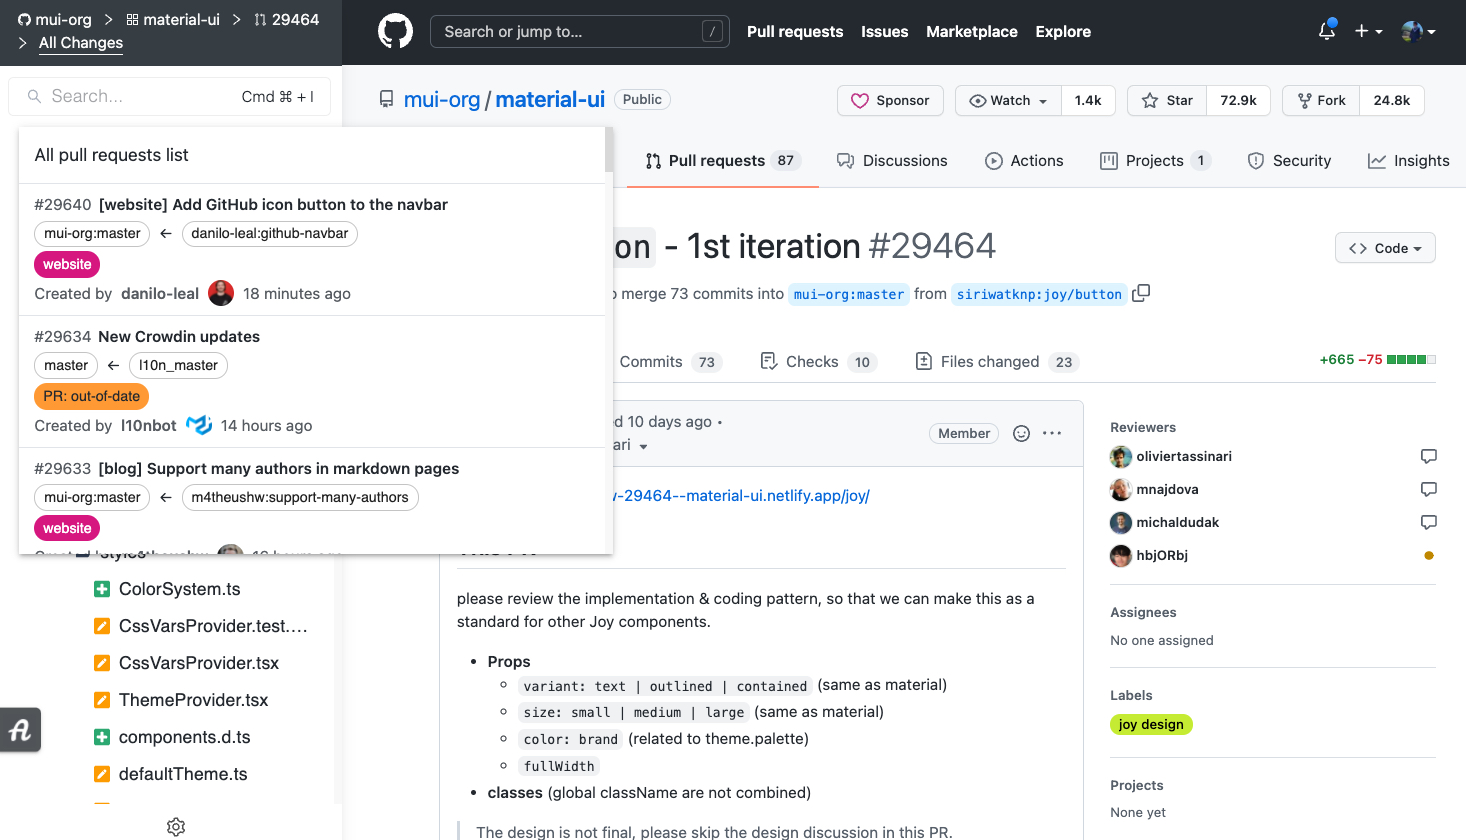 mui-org > material-ui > 29464
> All Changes
Search or jump to... /
Pull requests Issues Marketplace Explore
Search... Cmd ⌘ + I
mui-org / material-ui Public
Sponsor Watch 1.4k Star 72.9k Fork 24.8k
Pull requests 87 Discussions Actions Projects 1 Security Insights
All pull requests list
#29640 [website] Add GitHub icon button to the navbar
mui-org:master ← danilo-leal:github-navbar
website
Created by danilo-leal 18 minutes ago
#29634 New Crowdin updates
master ← l10n_master
PR: out-of-date
Created by l10nbot 14 hours ago
#29633 [blog] Support many authors in markdown pages
mui-org:master ← m4theushw:support-many-authors
website
styles
ColorSystem.ts
CssVarsProvider.test....
CssVarsProvider.tsx
ThemeProvider.tsx
components.d.ts
defaultTheme.ts
on - 1st iteration #29464
Code
merge 73 commits into mui-org:master from siriwatknp:joy/button
Commits 73 Checks 10 Files changed 23
+665 −75
d 10 days ago •
ari
Member
-29464--material-ui.netlify.app/joy/
please review the implementation & coding pattern, so that we can make this as a
standard for other Joy components.
• Props
variant: text | outlined | contained (same as material)
size: small | medium | large (same as material)
color: brand (related to theme.palette)
fullWidth
• classes (global className are not combined)
The design is not final, please skip the design discussion in this PR.
Reviewers
oliviertassinari
mnajdova
michaldudak
hbjORbj
Assignees
No one assigned
Labels
joy design
Projects
None yet